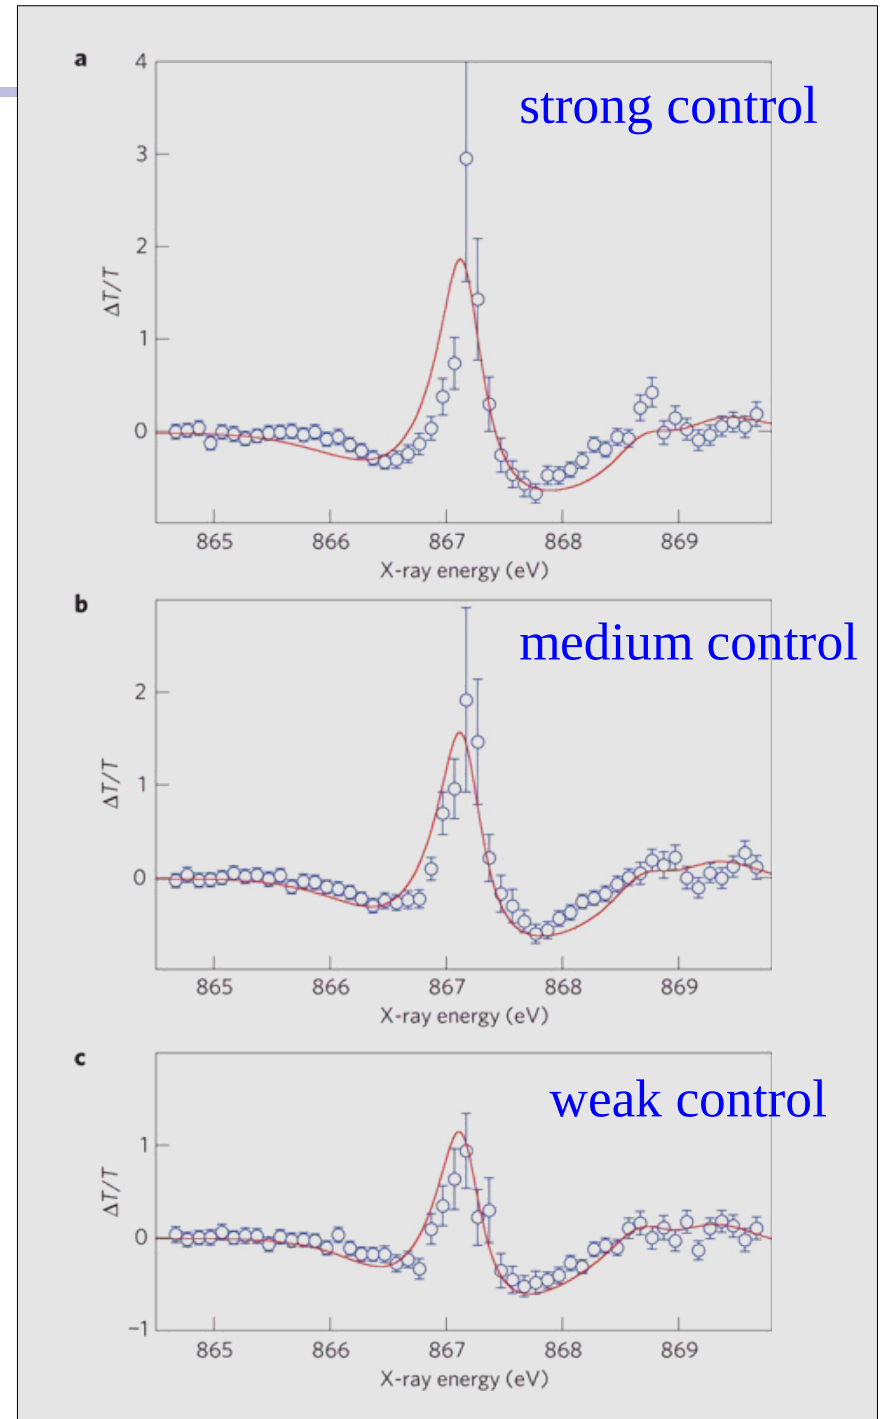 a
strong control
4
3
2
1
0
ΔT/T
865 866 867 868 869
X-ray energy (eV)
b
medium control
2
1
0
ΔT/T
865 866 867 868 869
X-ray energy (eV)
c
weak control
1
0
−1
ΔT/T
865 866 867 868 869
X-ray energy (eV)